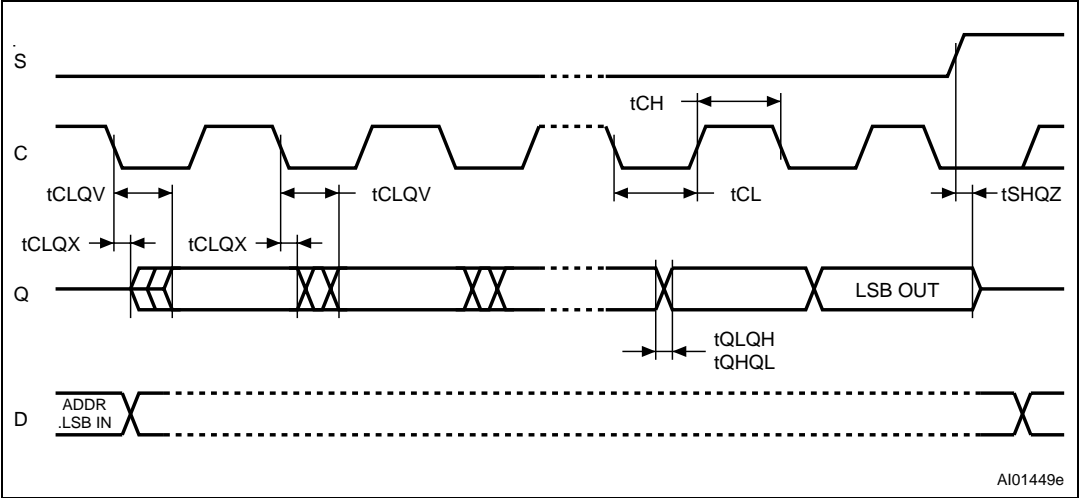 S
tCH
C
tCLQV
tCLQV
tCL
tSHQZ
tCLQX
tCLQX
Q
LSB OUT
tQLQH
tQHQL
ADDR
.LSB IN
D
AI01449e